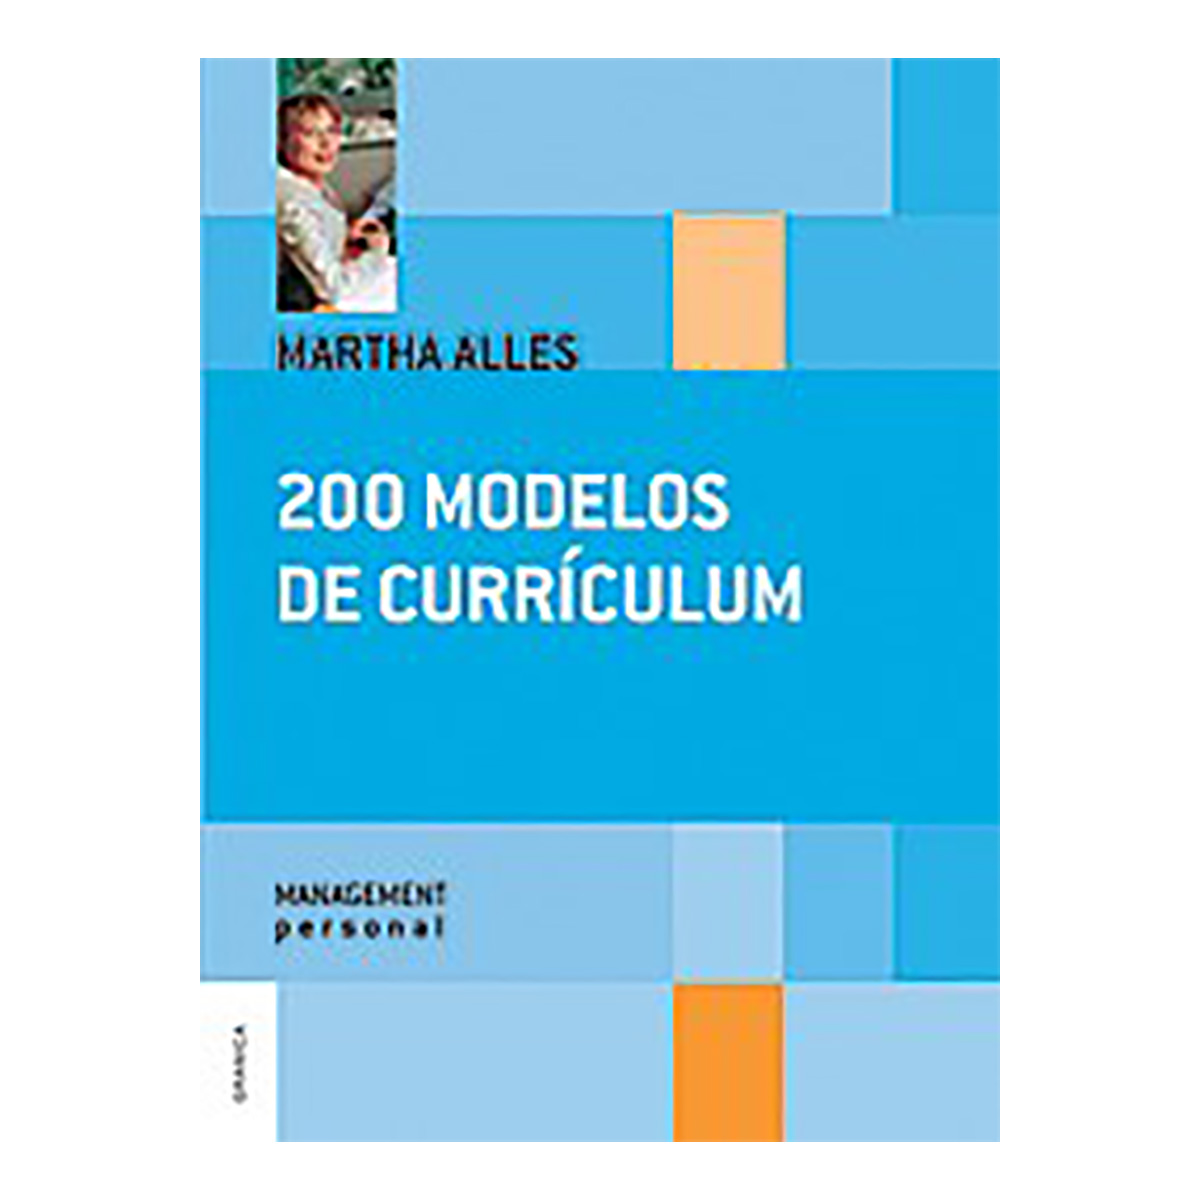 MARTHA ALLES
200 MODELOS
DE CURRÍCULUM
MANAGEMENT
personal
GRANICA